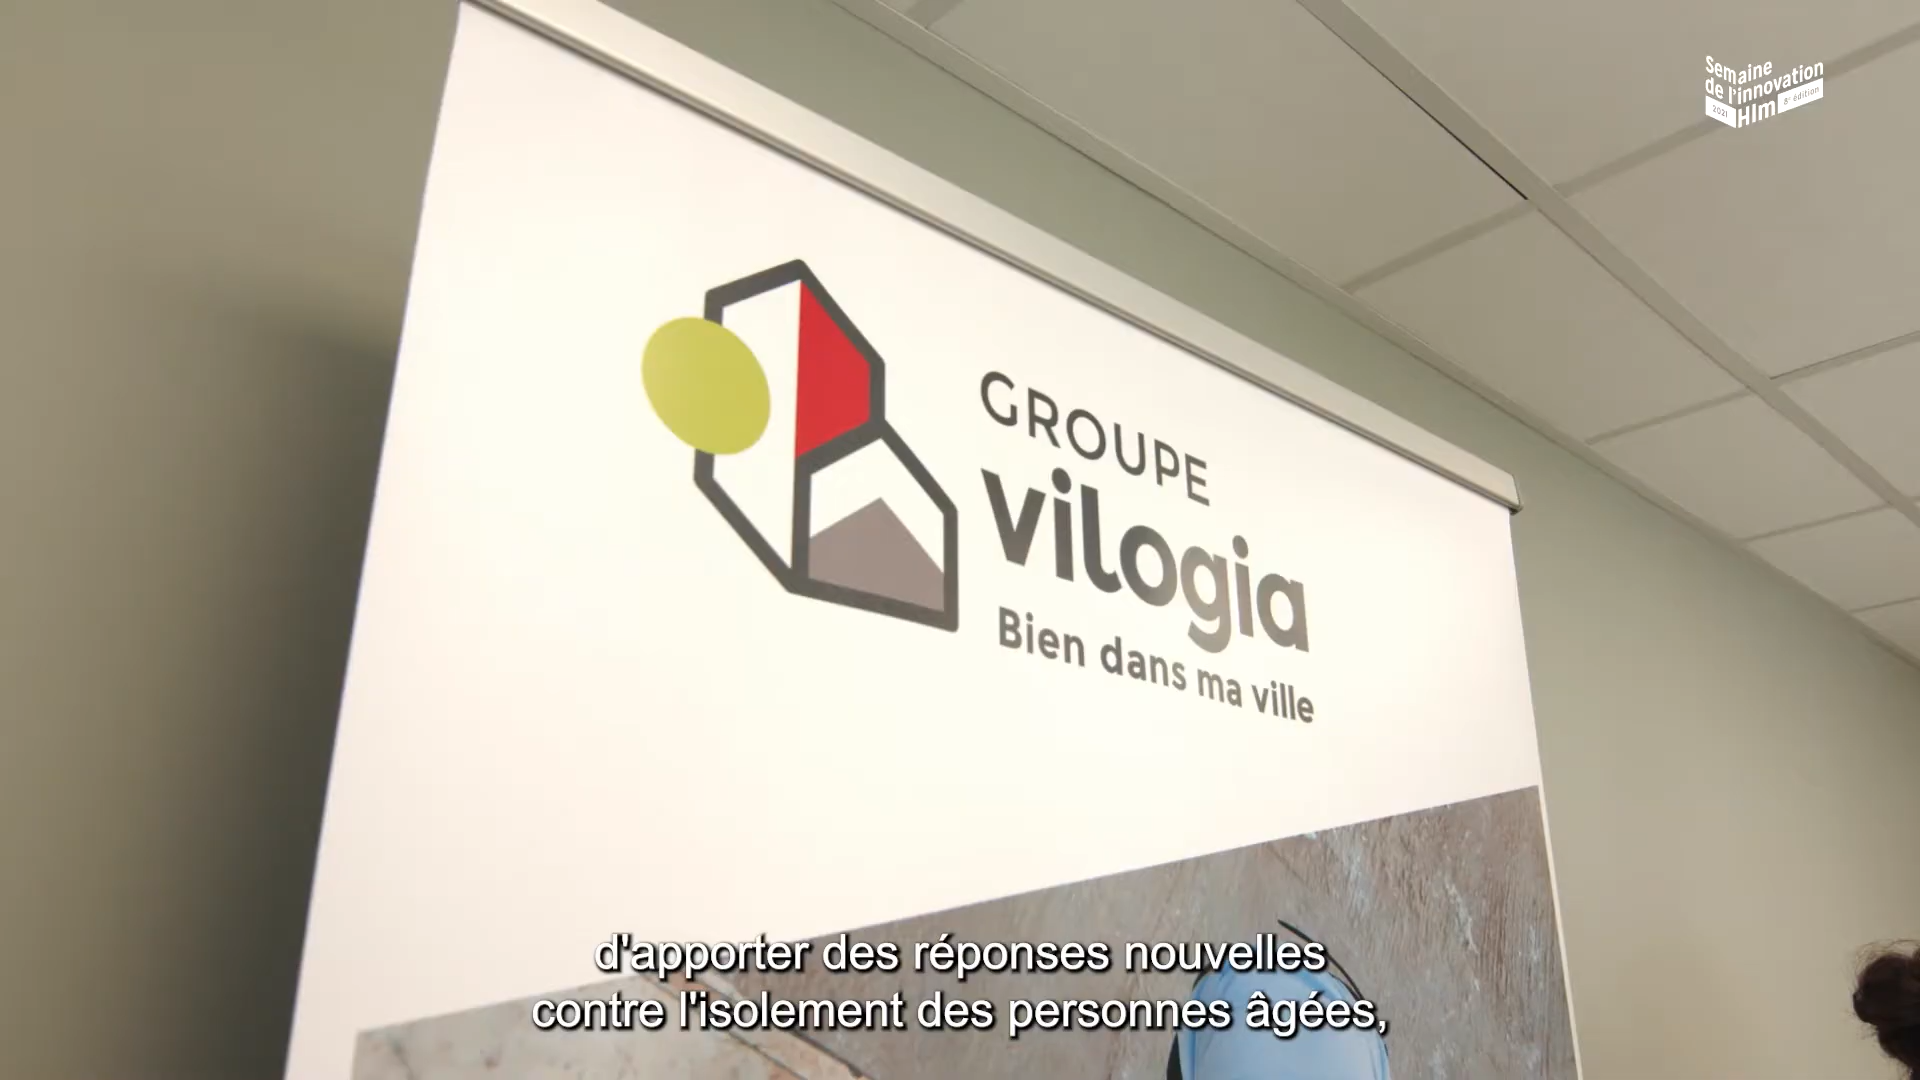 Semaine
de l'innovation
2021 Hlm 8e édition
GROUPE
vilogia
Bien dans ma ville
d'apporter des réponses nouvelles
contre l'isolement des personnes âgées,